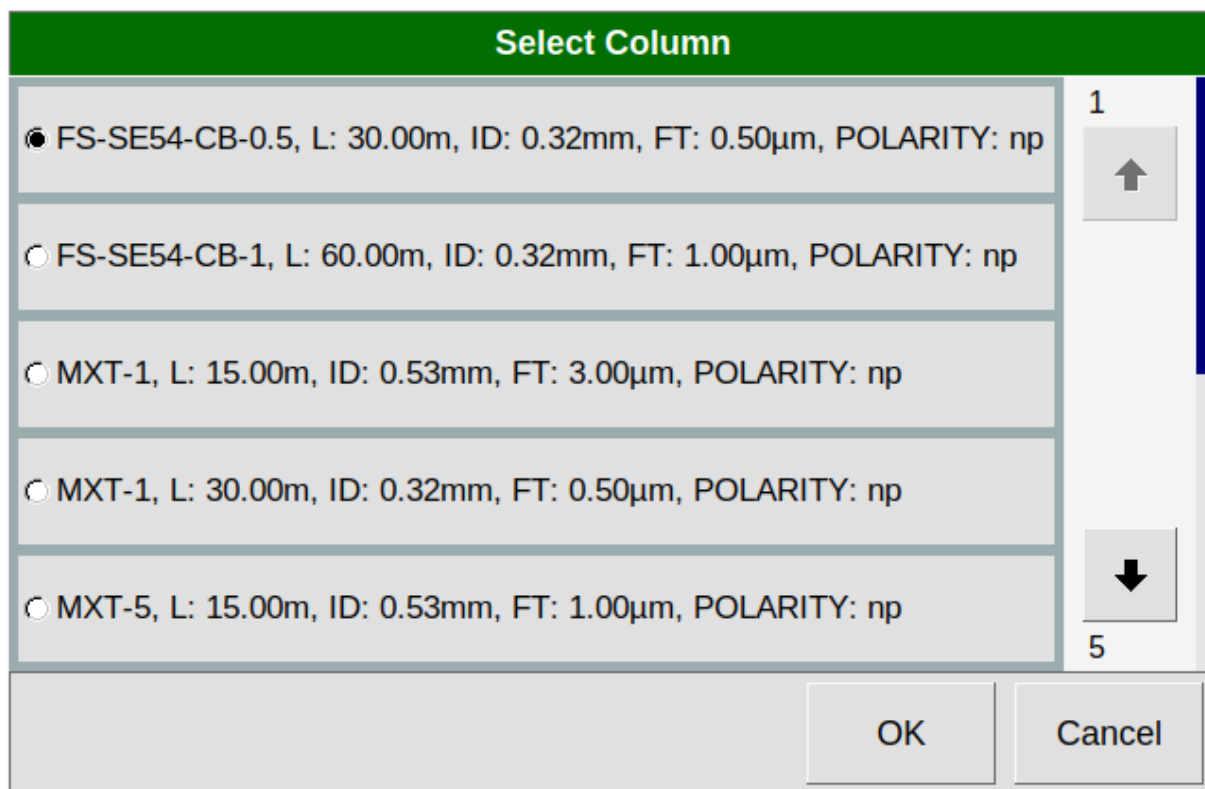 Select Column
FS-SE54-CB-0.5, L: 30.00m, ID: 0.32mm, FT: 0.50µm, POLARITY: np
1
FS-SE54-CB-1, L: 60.00m, ID: 0.32mm, FT: 1.00µm, POLARITY: np
MXT-1, L: 15.00m, ID: 0.53mm, FT: 3.00µm, POLARITY: np
MXT-1, L: 30.00m, ID: 0.32mm, FT: 0.50µm, POLARITY: np
MXT-5, L: 15.00m, ID: 0.53mm, FT: 1.00µm, POLARITY: np
5
OK Cancel